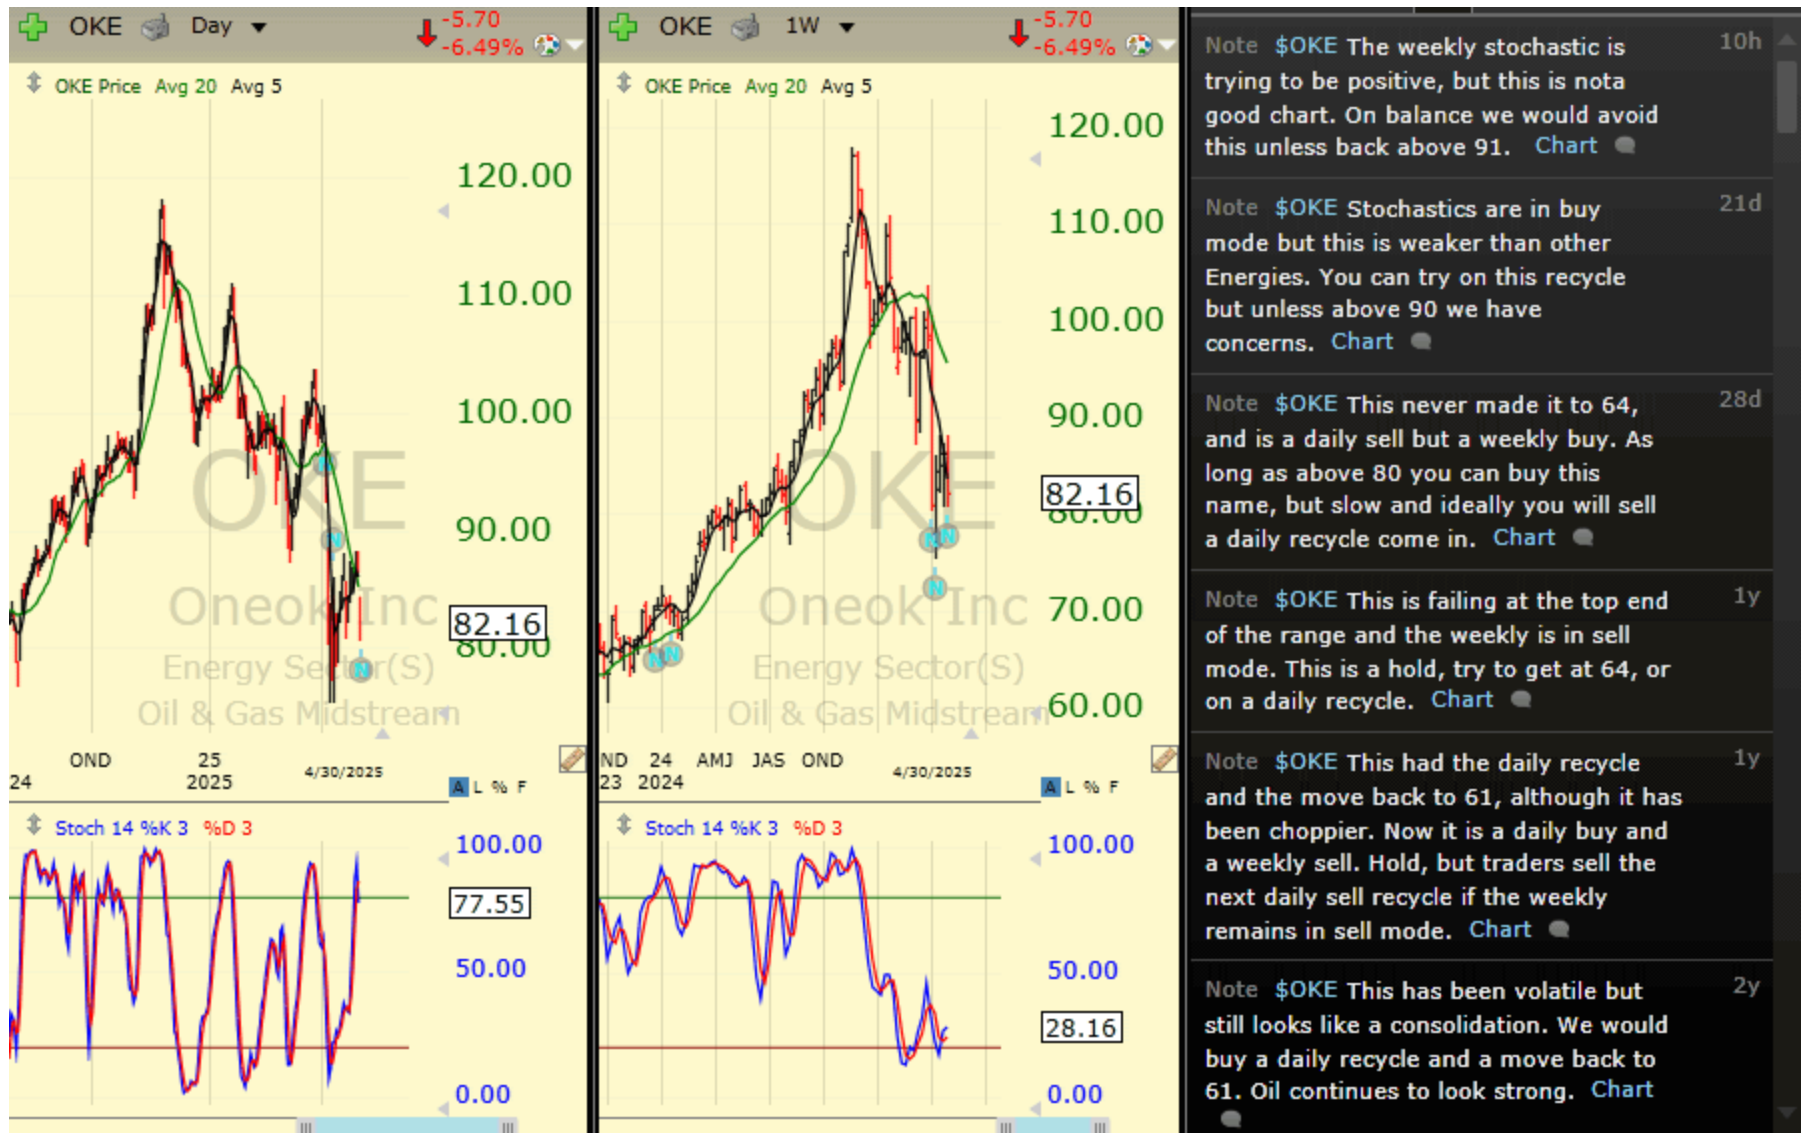 OKE Day
-5.70
-6.49%
OKE Price Avg 20 Avg 5
120.00
110.00
100.00
90.00
82.16
80.00
OKE
Oneok Inc
Energy Sector(S)
Oil & Gas Midstream
N
N
N
OND 25
24 2025 4/30/2025
A L % F
Stoch 14 %K 3 %D 3
100.00
77.55
50.00
0.00
OKE 1W
-5.70
-6.49%
OKE Price Avg 20 Avg 5
120.00
110.00
100.00
90.00
82.16
80.00
70.00
60.00
OKE
Oneok Inc
Energy Sector(S)
Oil & Gas Midstream
N N
N
N N
ND 24 AMJ JAS OND
23 2024 4/30/2025
A L % F
Stoch 14 %K 3 %D 3
100.00
50.00
28.16
0.00
Note $OKE The weekly stochastic is 10h
trying to be positive, but this is nota
good chart. On balance we would avoid
this unless back above 91. Chart
Note $OKE Stochastics are in buy 21d
mode but this is weaker than other
Energies. You can try on this recycle
but unless above 90 we have
concerns. Chart
Note $OKE This never made it to 64, 28d
and is a daily sell but a weekly buy. As
long as above 80 you can buy this
name, but slow and ideally you will sell
a daily recycle come in. Chart
Note $OKE This is failing at the top end 1y
of the range and the weekly is in sell
mode. This is a hold, try to get at 64, or
on a daily recycle. Chart
Note $OKE This had the daily recycle 1y
and the move back to 61, although it has
been choppier. Now it is a daily buy and
a weekly sell. Hold, but traders sell the
next daily sell recycle if the weekly
remains in sell mode. Chart
Note $OKE This has been volatile but 2y
still looks like a consolidation. We would
buy a daily recycle and a move back to
61. Oil continues to look strong. Chart